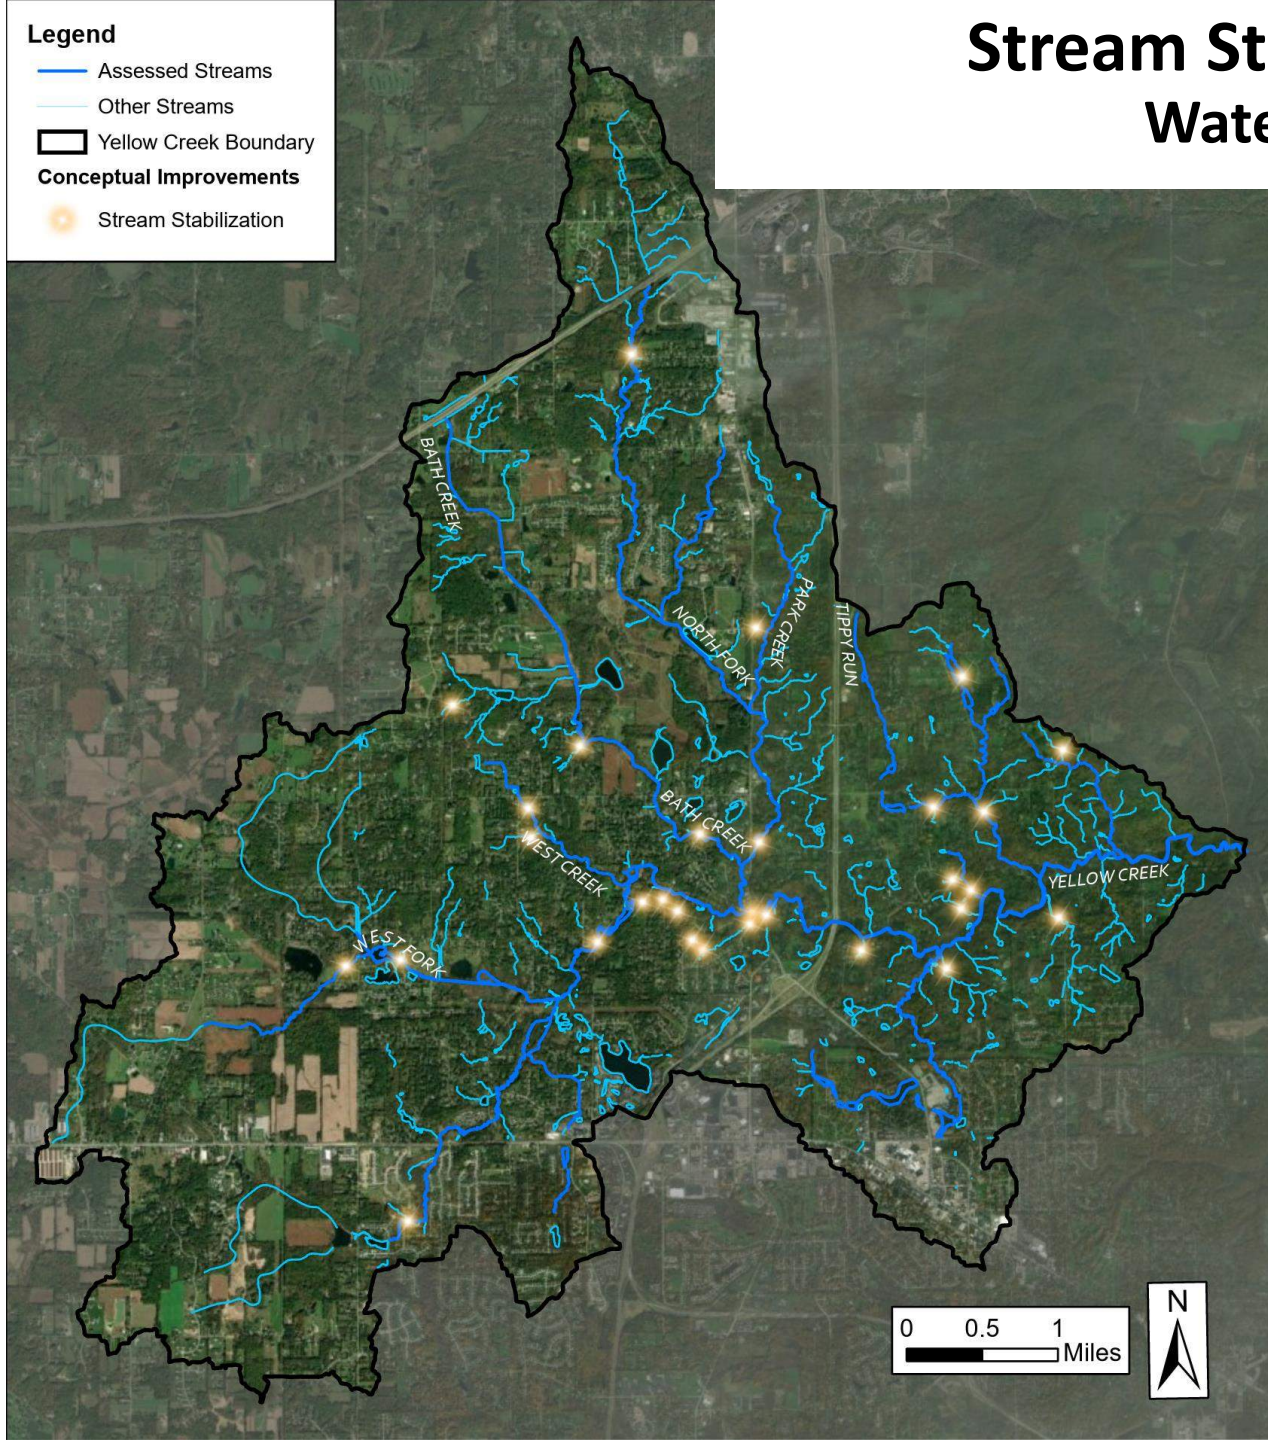 Stream St
Wate
Legend
Assessed Streams
Other Streams
Yellow Creek Boundary
Conceptual Improvements
Stream Stabilization
BATH CREEK
NORTH FORK
PARK CREEK
TIPPY RUN
BATH CREEK
WEST CREEK
YELLOW CREEK
WEST FORK
N
0 0.5 1
Miles